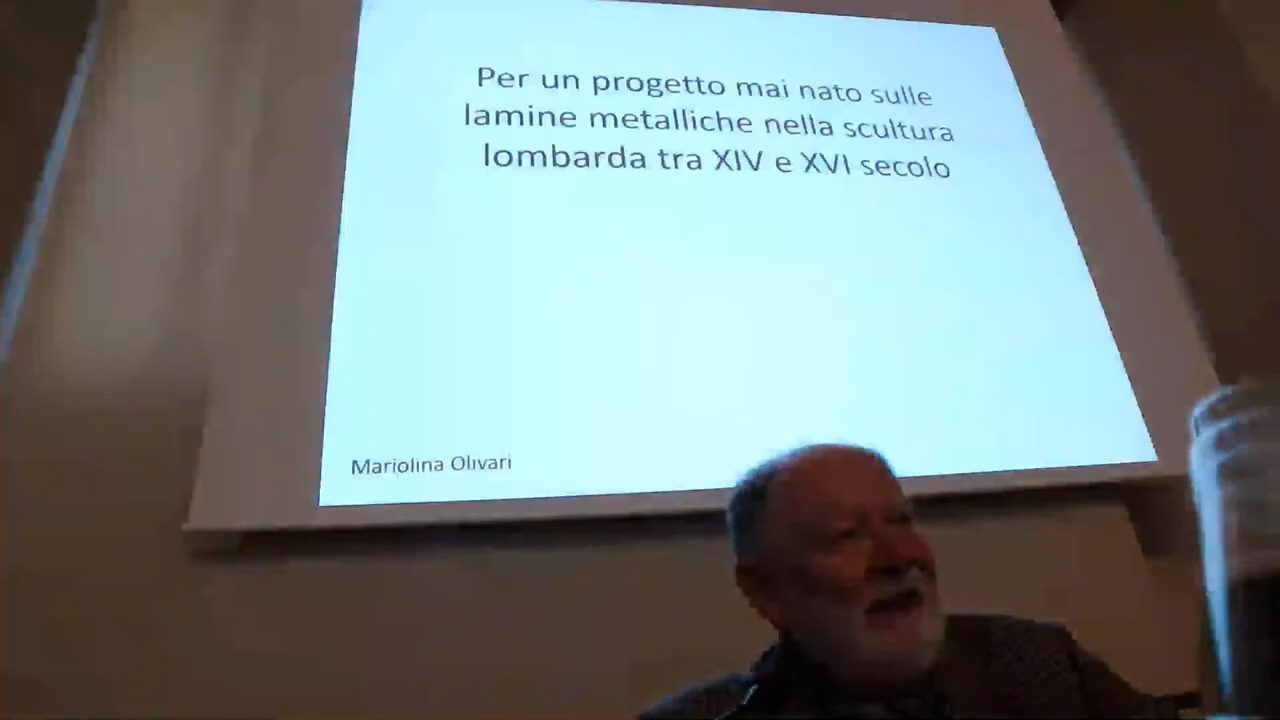 Per un progetto mai nato sulle
lamine metalliche nella scultura
lombarda tra XIV e XVI secolo
Mariolina Olivari